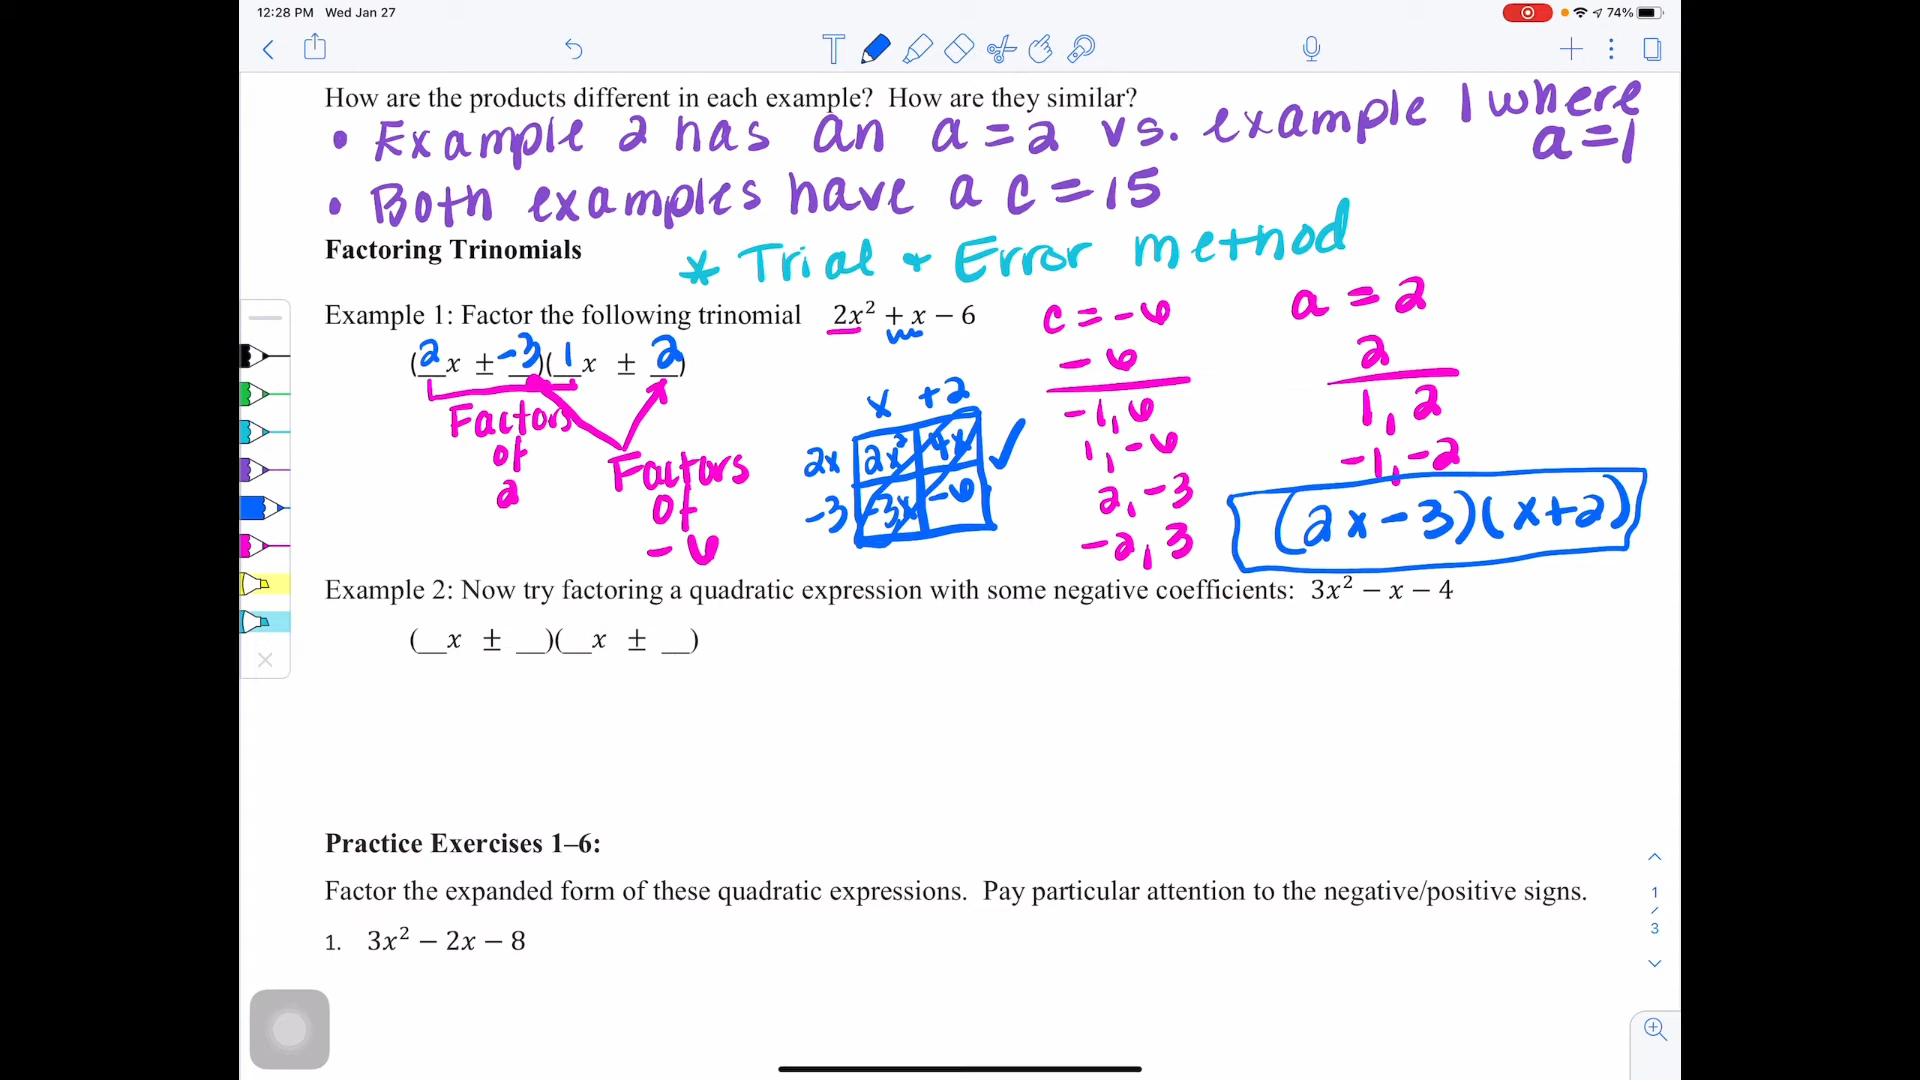 12:28 PM Wed Jan 27
74%
How are the products different in each example? How are they similar?
• Example 2 has an a = 2 vs. example 1 where
a = 1
• Both examples have a c = 15
Factoring Trinomials
* Trial + Error method
Example 1: Factor the following trinomial 2x² + x − 6
(2x ± -3)(1x ± 2)
Factors
of
2
Factors
of
-6
x +2
2x 2x² 4x ✓
-3 -3x -6
c = -6
-6
-1, 6
1, -6
2, -3
-2, 3
a = 2
2
1, 2
-1, -2
(2x-3)(x+2)
Example 2: Now try factoring a quadratic expression with some negative coefficients: 3x² − x − 4
(__x ± __)(__x ± __)
Practice Exercises 1–6:
Factor the expanded form of these quadratic expressions. Pay particular attention to the negative/positive signs.
1. 3x² − 2x − 8
1
/
3